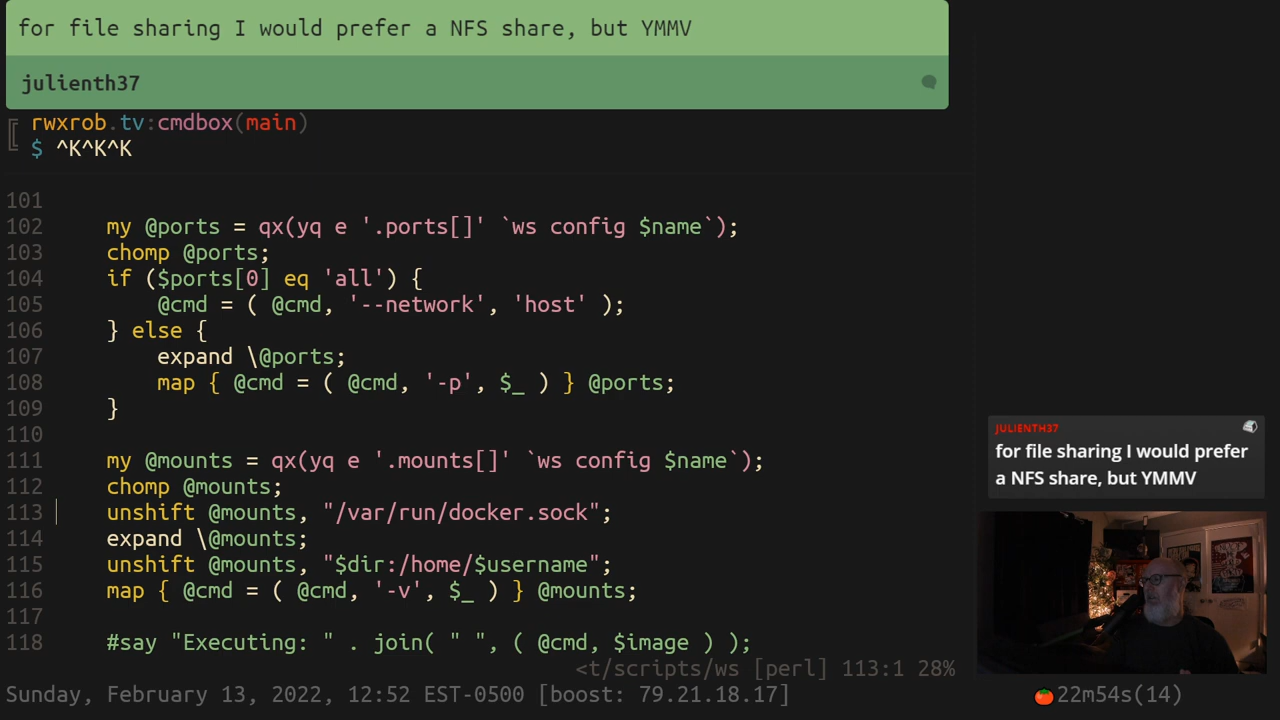 for file sharing I would prefer a NFS share, but YMMV
julienth37
rwxrob.tv:cmdbox(main)
$ ^K^K^K
101
102     my @ports = qx(yq e '.ports[]' `ws config $name`);
103     chomp @ports;
104     if ($ports[0] eq 'all') {
105         @cmd = ( @cmd, '--network', 'host' );
106     } else {
107         expand \@ports;
108         map { @cmd = ( @cmd, '-p', $_ ) } @ports;
109     }
110
111     my @mounts = qx(yq e '.mounts[]' `ws config $name`);
112     chomp @mounts;
113     unshift @mounts, "/var/run/docker.sock";
114     expand \@mounts;
115     unshift @mounts, "$dir:/home/$username";
116     map { @cmd = ( @cmd, '-v', $_ ) } @mounts;
117
118     #say "Executing: " . join( " ", ( @cmd, $image ) );
<t/scripts/ws [perl] 113:1 28%
Sunday, February 13, 2022, 12:52 EST-0500 [boost: 79.21.18.17]
JULIENTH37
for file sharing I would prefer
a NFS share, but YMMV
22m54s(14)